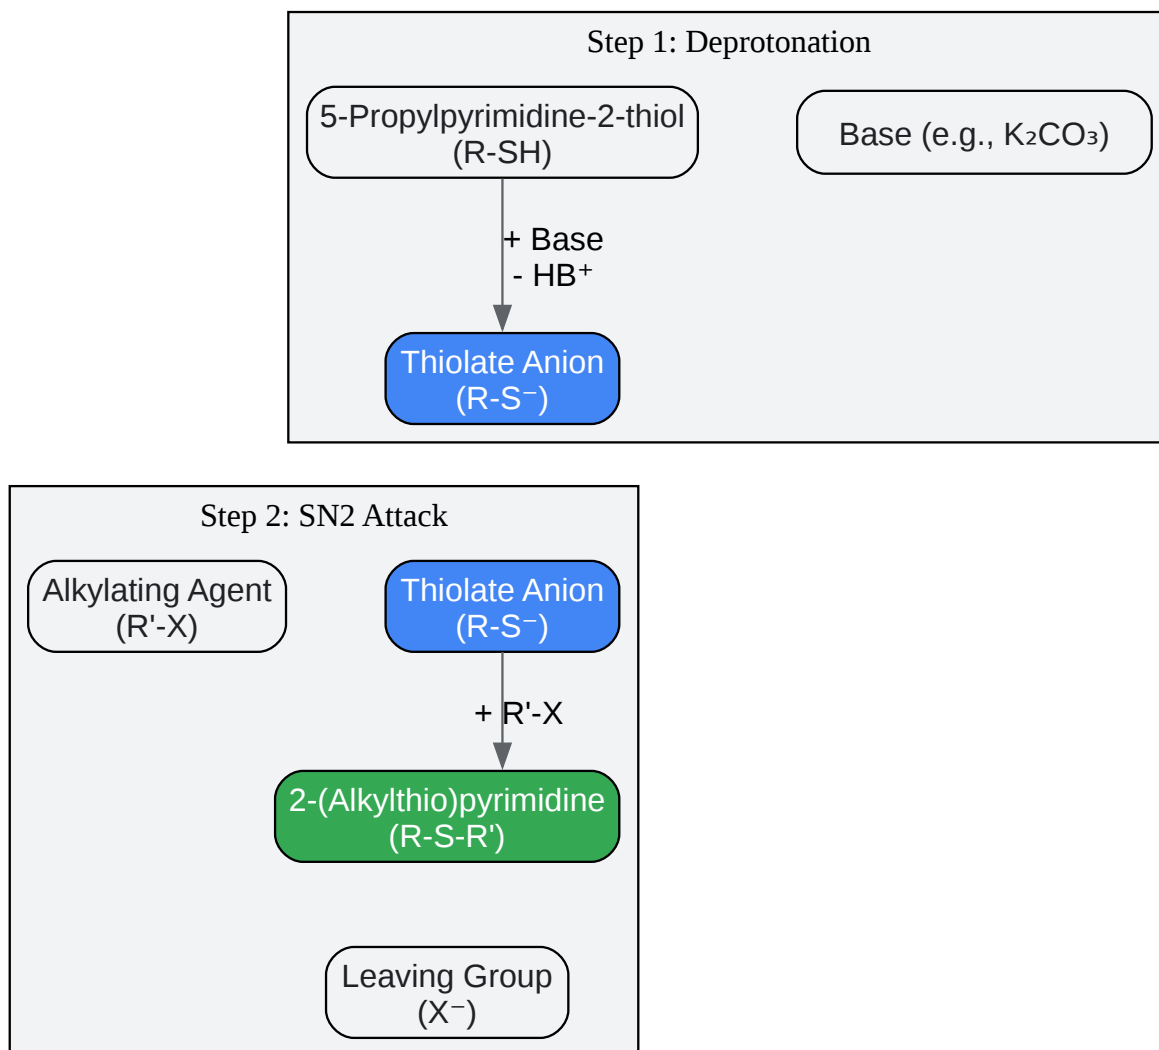 Step 1: Deprotonation
5-Propylpyrimidine-2-thiol
(R-SH)
Base (e.g., K₂CO₃)
+ Base
- HB⁺
Thiolate Anion
(R-S⁻)
Step 2: SN2 Attack
Alkylating Agent
(R'-X)
Thiolate Anion
(R-S⁻)
+ R'-X
2-(Alkylthio)pyrimidine
(R-S-R')
Leaving Group
(X⁻)